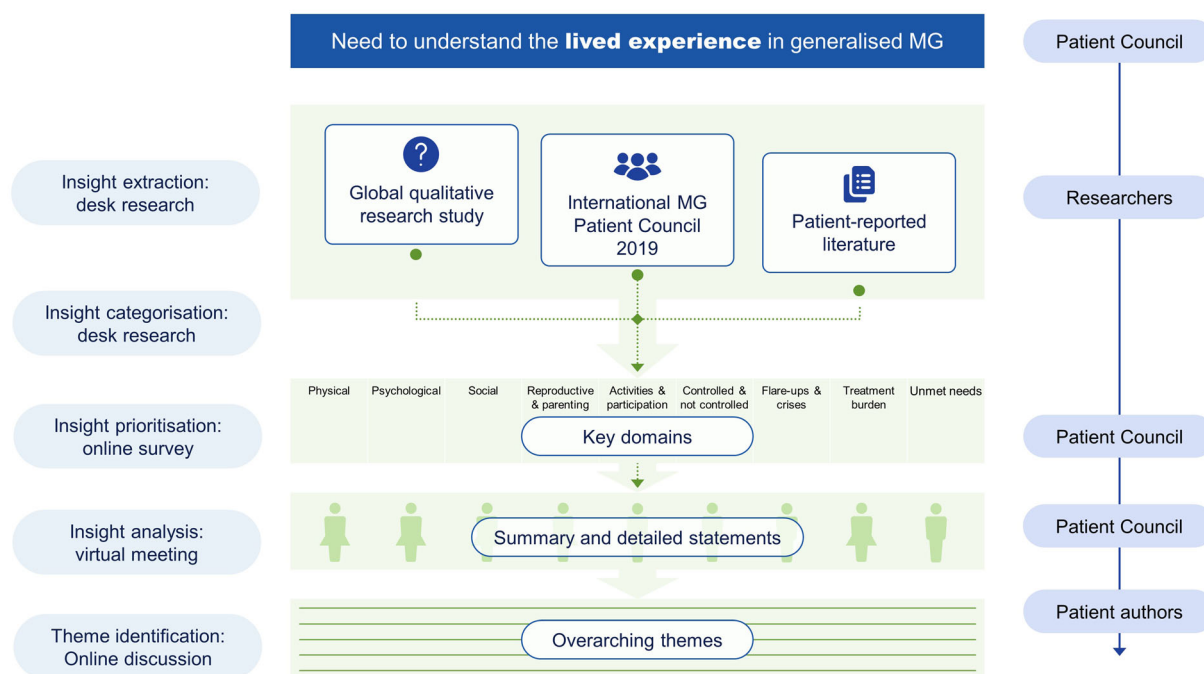 Need to understand the lived experience in generalised MG
Patient Council
Insight extraction:
desk research
Global qualitative
research study
International MG
Patient Council
2019
Patient-reported
literature
Researchers
Insight categorisation:
desk research
Physical
Psychological
Social
Reproductive
& parenting
Activities &
participation
Controlled &
not controlled
Flare-ups &
crises
Treatment
burden
Unmet needs
Insight prioritisation:
online survey
Key domains
Patient Council
Insight analysis:
virtual meeting
Summary and detailed statements
Patient Council
Theme identification:
Online discussion
Overarching themes
Patient authors